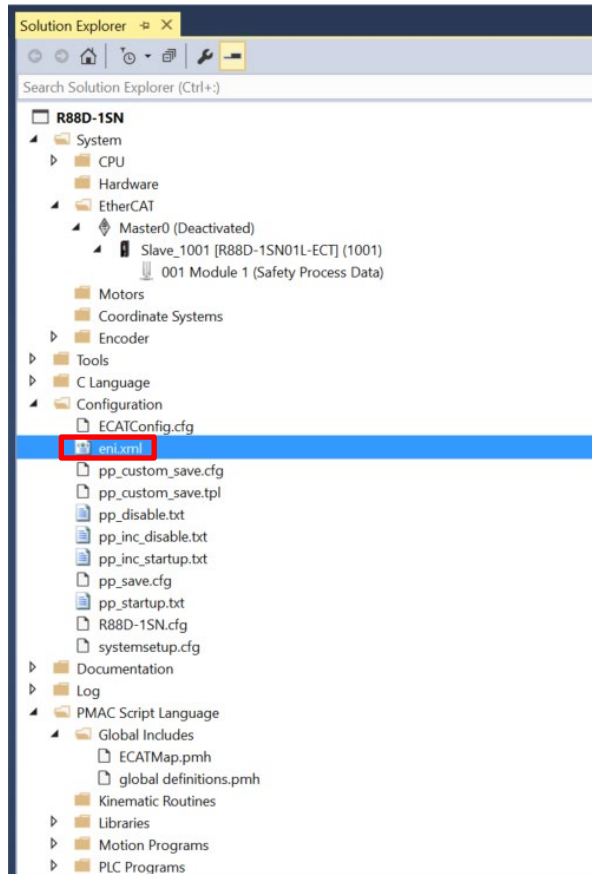 Solution Explorer
Search Solution Explorer (Ctrl+:)
R88D-1SN
System
CPU
Hardware
EtherCAT
Master0 (Deactivated)
Slave_1001 [R88D-1SN01L-ECT] (1001)
001 Module 1 (Safety Process Data)
Motors
Coordinate Systems
Encoder
Tools
C Language
Configuration
ECATConfig.cfg
eni.xml
pp_custom_save.cfg
pp_custom_save.tpl
pp_disable.txt
pp_inc_disable.txt
pp_inc_startup.txt
pp_save.cfg
pp_startup.txt
R88D-1SN.cfg
systemsetup.cfg
Documentation
Log
PMAC Script Language
Global Includes
ECATMap.pmh
global definitions.pmh
Kinematic Routines
Libraries
Motion Programs
PLC Programs